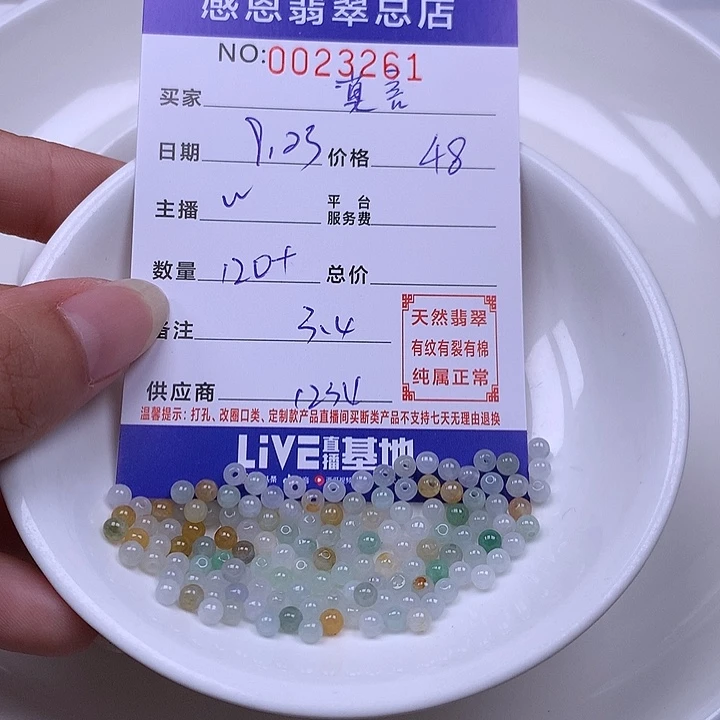 感恩翡翠总店
NO:0023261
买家
日期 9.23 价格 48
主播 w 平台服务费
数量 120+ 总价
备注 3.4
天然翡翠
有纹有裂有棉
纯属正常
供应商 1234
温馨提示：打孔、改圈口类、定制款产品直播间买断类产品不支持七天无理由退换
LiVE直播基地